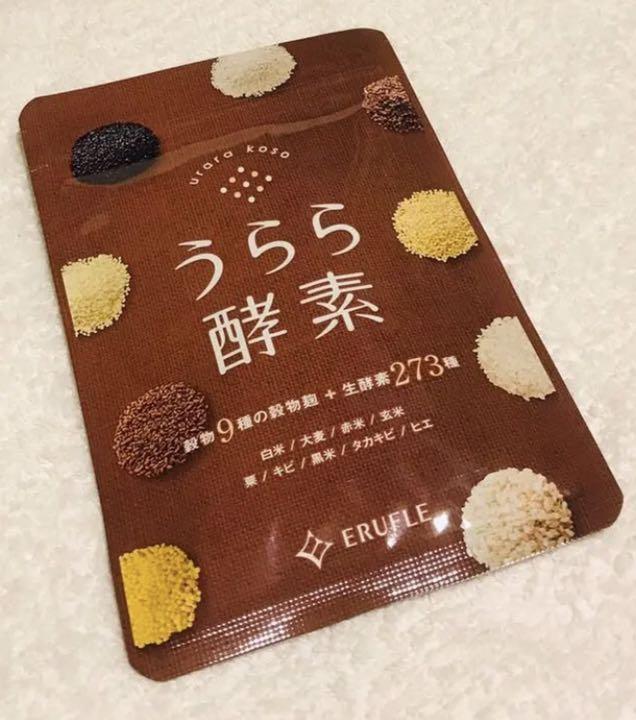 urara koso
うらら
酵素
穀物9種の穀物麹 + 生酵素273種
白米 / 大麦 / 赤米 / 玄米
粟 / キビ / 黒米 / タカキビ / ヒエ
ERUFLE